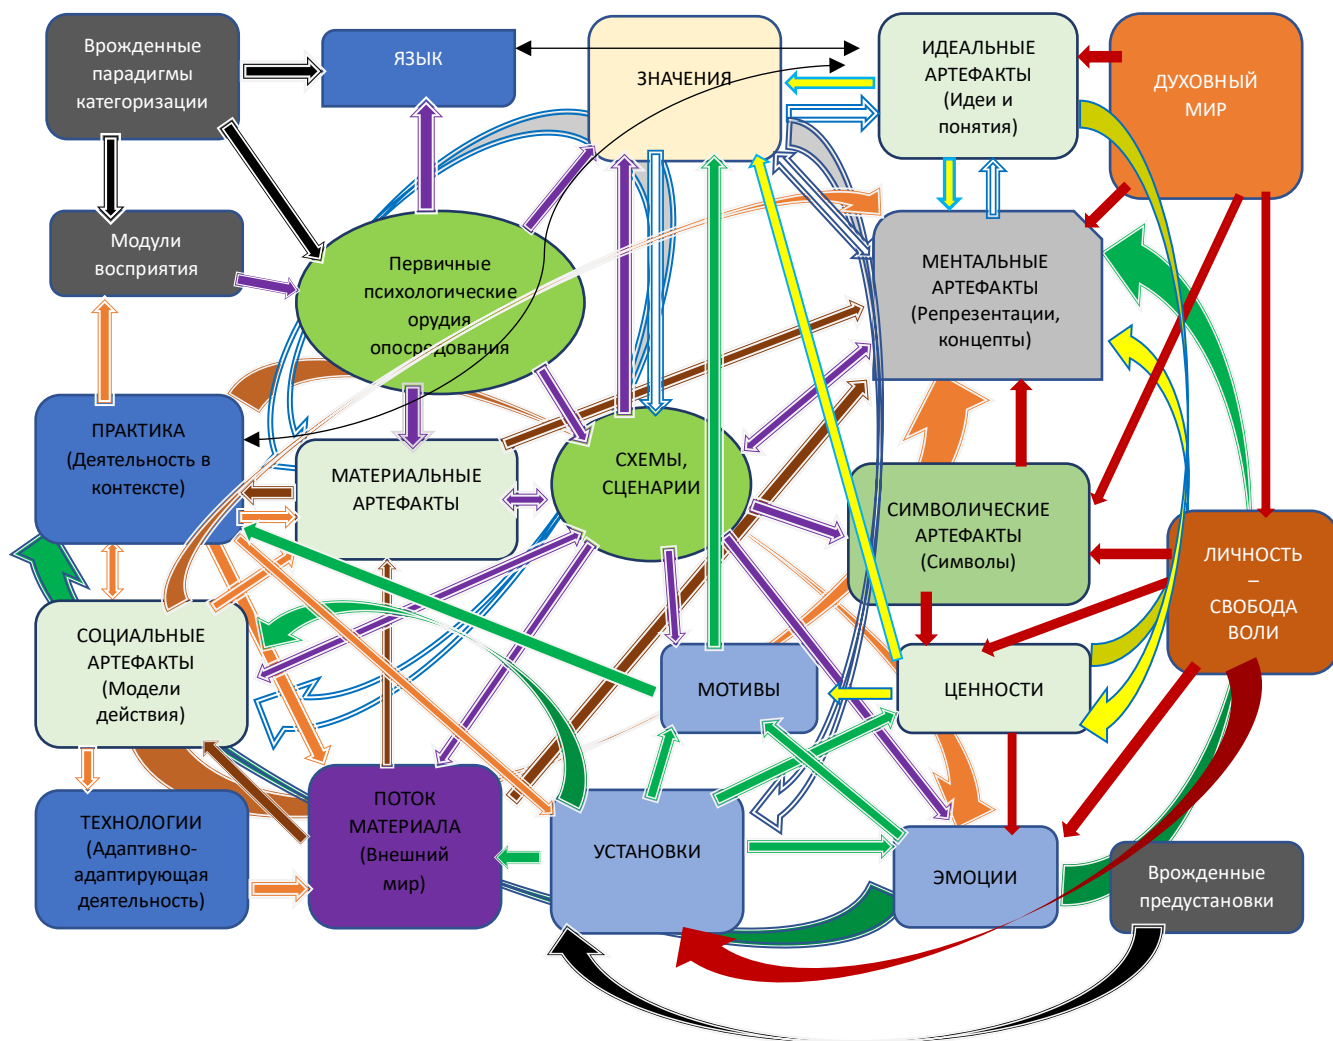 Врожденные
парадигмы
категоризации
ЯЗЫК
ЗНАЧЕНИЯ
ИДЕАЛЬНЫЕ
АРТЕФАКТЫ
(Идеи и
понятия)
ДУХОВНЫЙ
МИР
Модули
восприятия
Первичные
психологические
орудия
опосредования
МЕНТАЛЬНЫЕ
АРТЕФАКТЫ
(Репрезентации,
концепты)
ПРАКТИКА
(Деятельность в
контексте)
МАТЕРИАЛЬНЫЕ
АРТЕФАКТЫ
СХЕМЫ,
СЦЕНАРИИ
СИМВОЛИЧЕСКИЕ
АРТЕФАКТЫ
(Символы)
ЛИЧНОСТЬ
–
СВОБОДА
ВОЛИ
СОЦИАЛЬНЫЕ
АРТЕФАКТЫ
(Модели
действия)
МОТИВЫ
ЦЕННОСТИ
ТЕХНОЛОГИИ
(Адаптивно-
адаптирующая
деятельность)
ПОТОК
МАТЕРИАЛА
(Внешний
мир)
УСТАНОВКИ
ЭМОЦИИ
Врожденные
предустановки